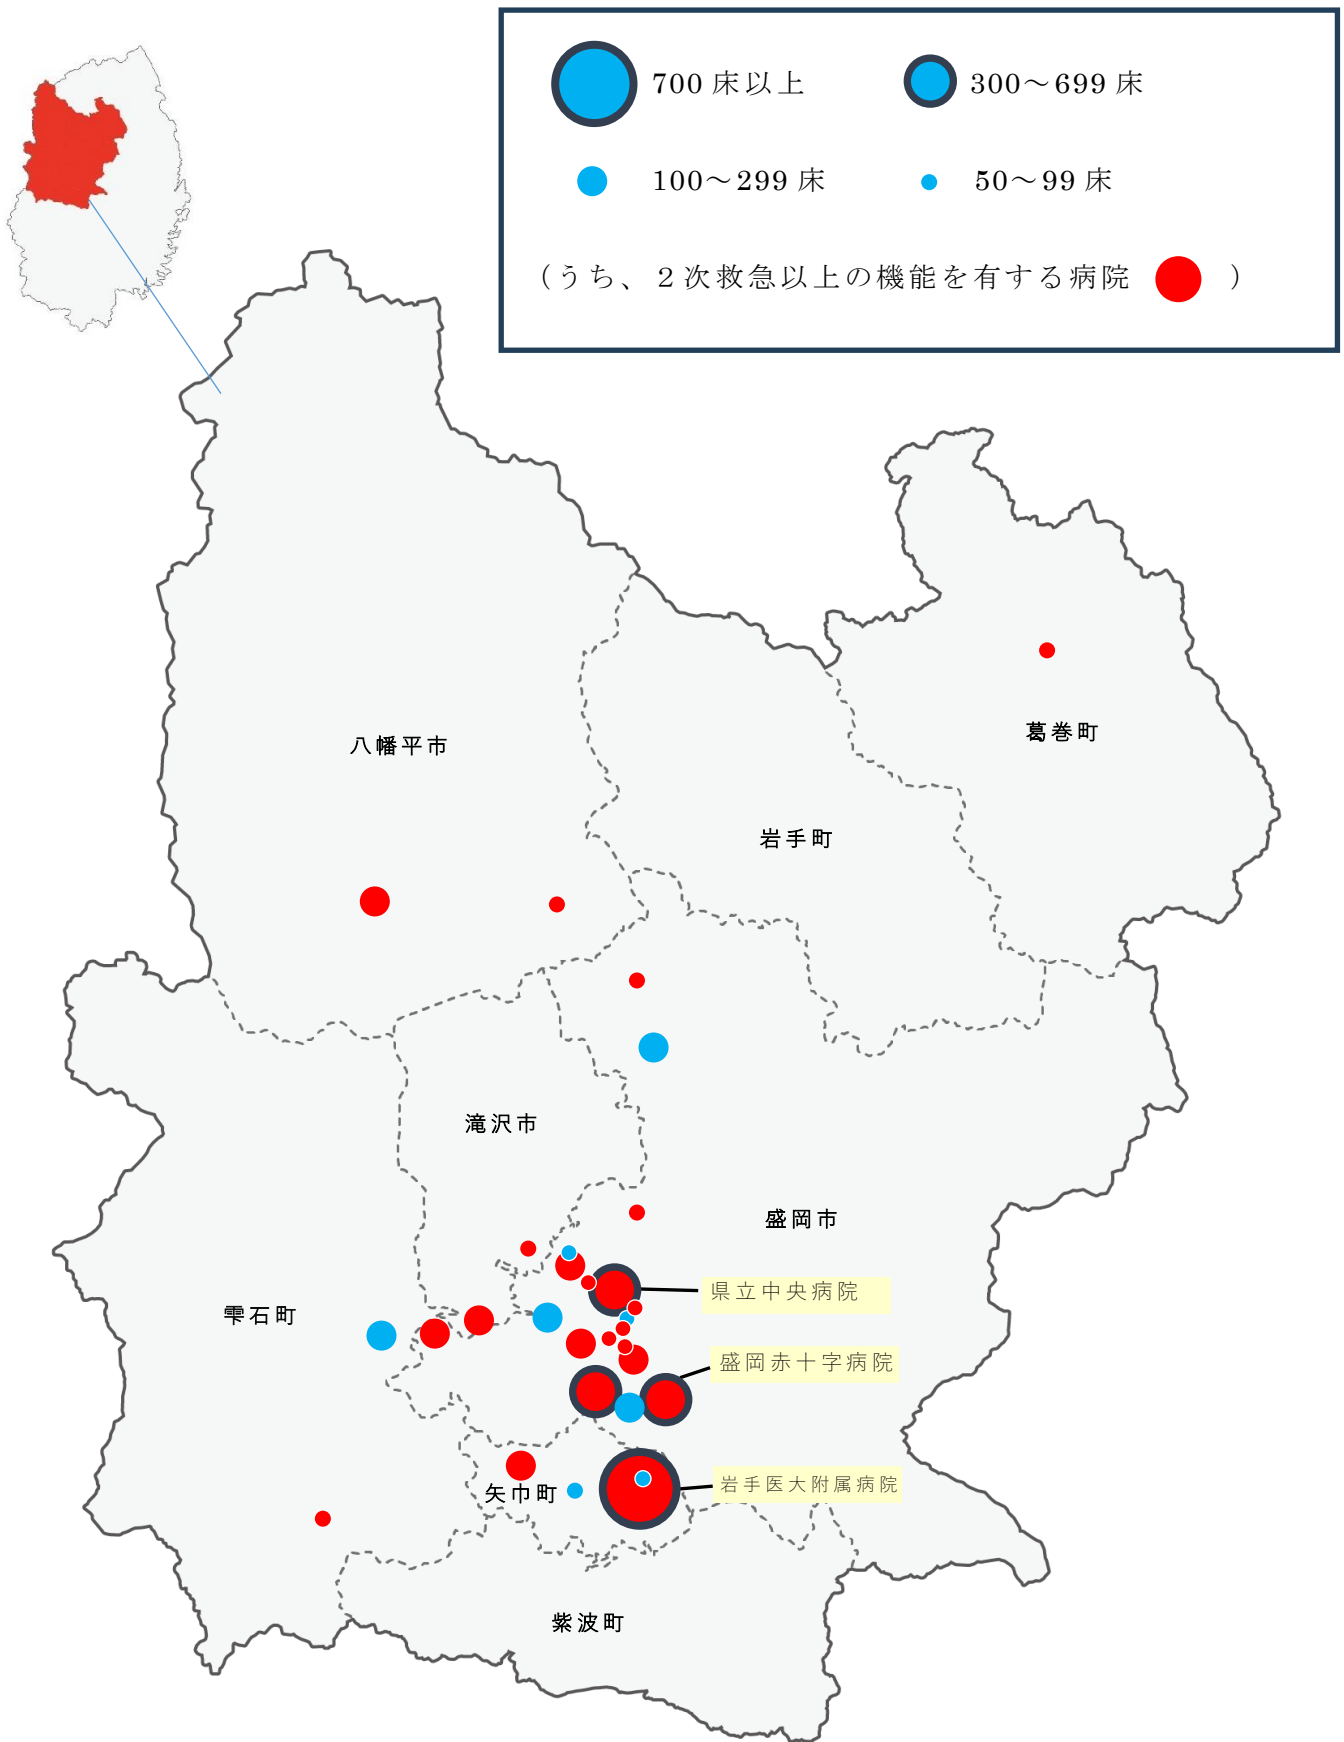 700床以上
300～699床
100～299床
50～99床
（うち、２次救急以上の機能を有する病院　）
葛巻町
八幡平市
岩手町
滝沢市
盛岡市
県立中央病院
雫石町
盛岡赤十字病院
岩手医大附属病院
矢巾町
紫波町